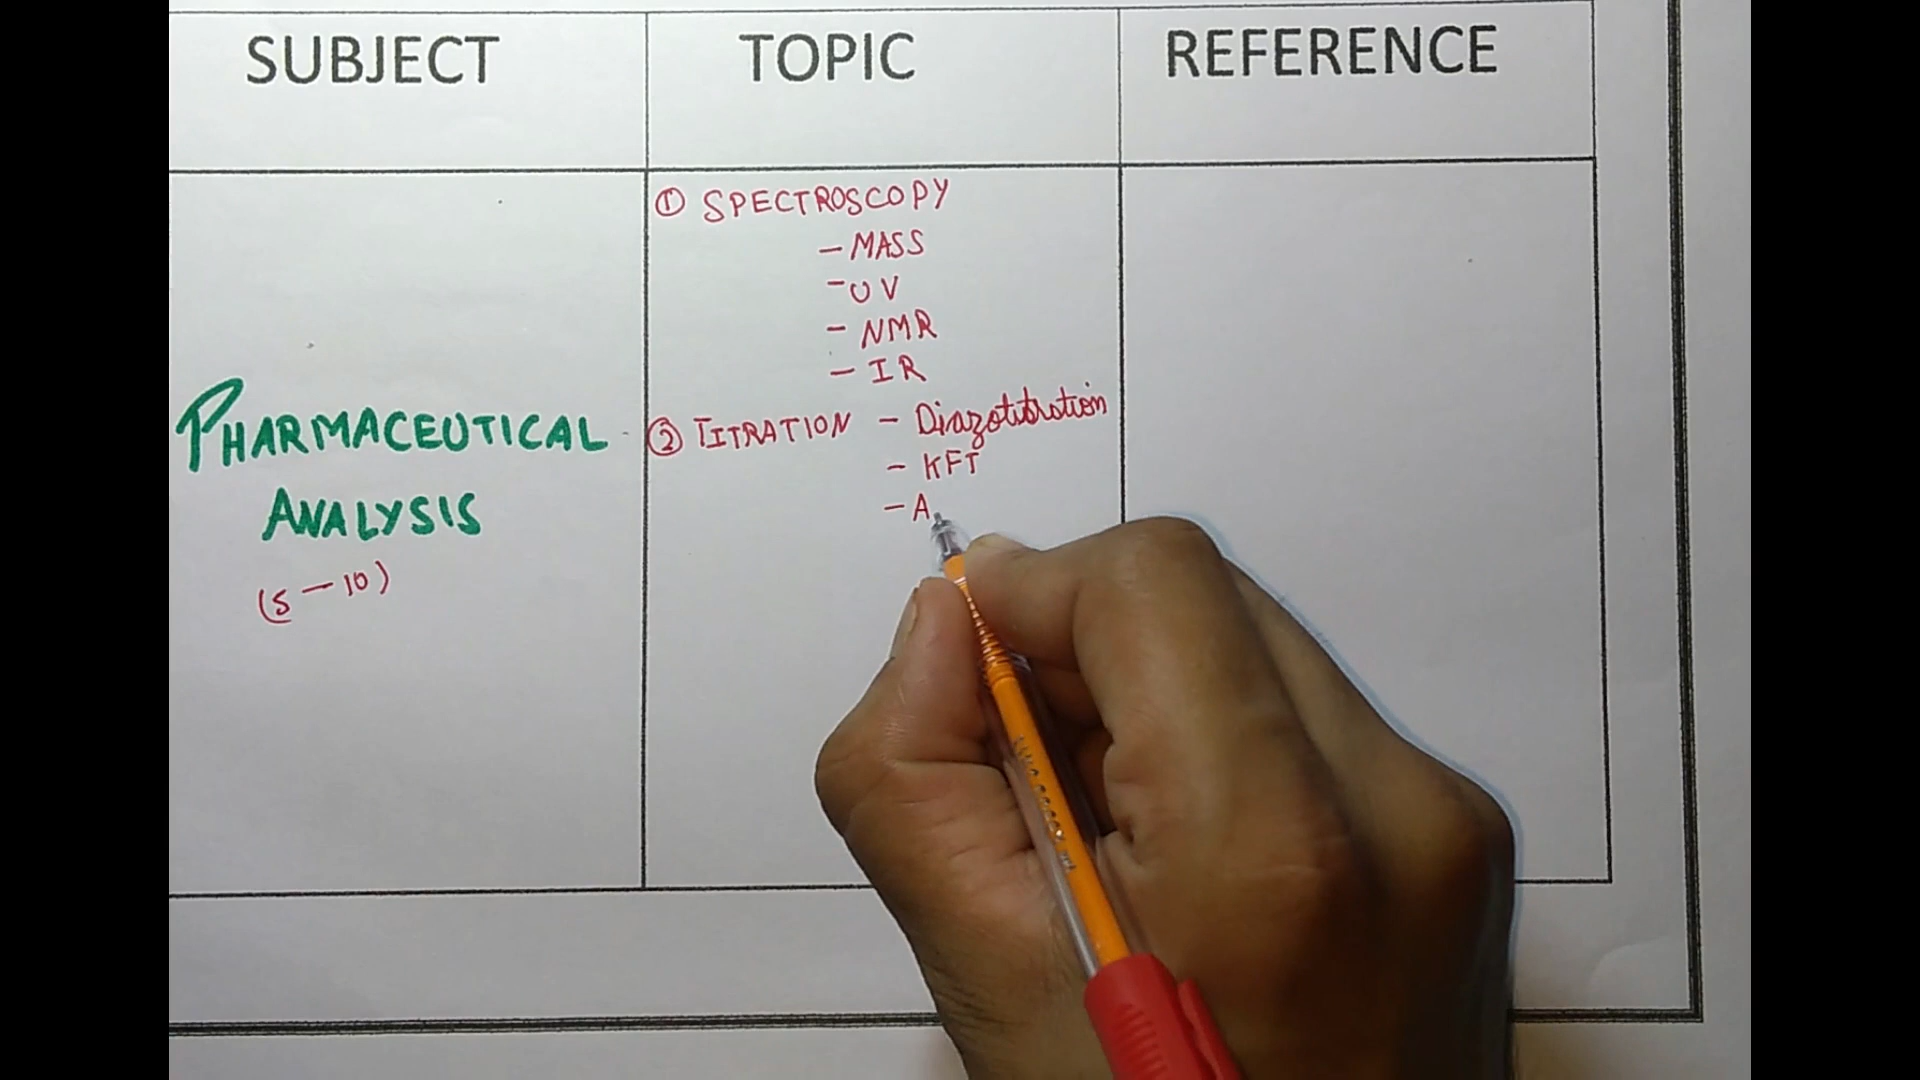 SUBJECT TOPIC REFERENCE
① SPECTROSCOPY
- MASS
- UV
- NMR
- IR
② TITRATION - Diazotitration
- KFT
- A
PHARMACEUTICAL
ANALYSIS
(5 - 10)